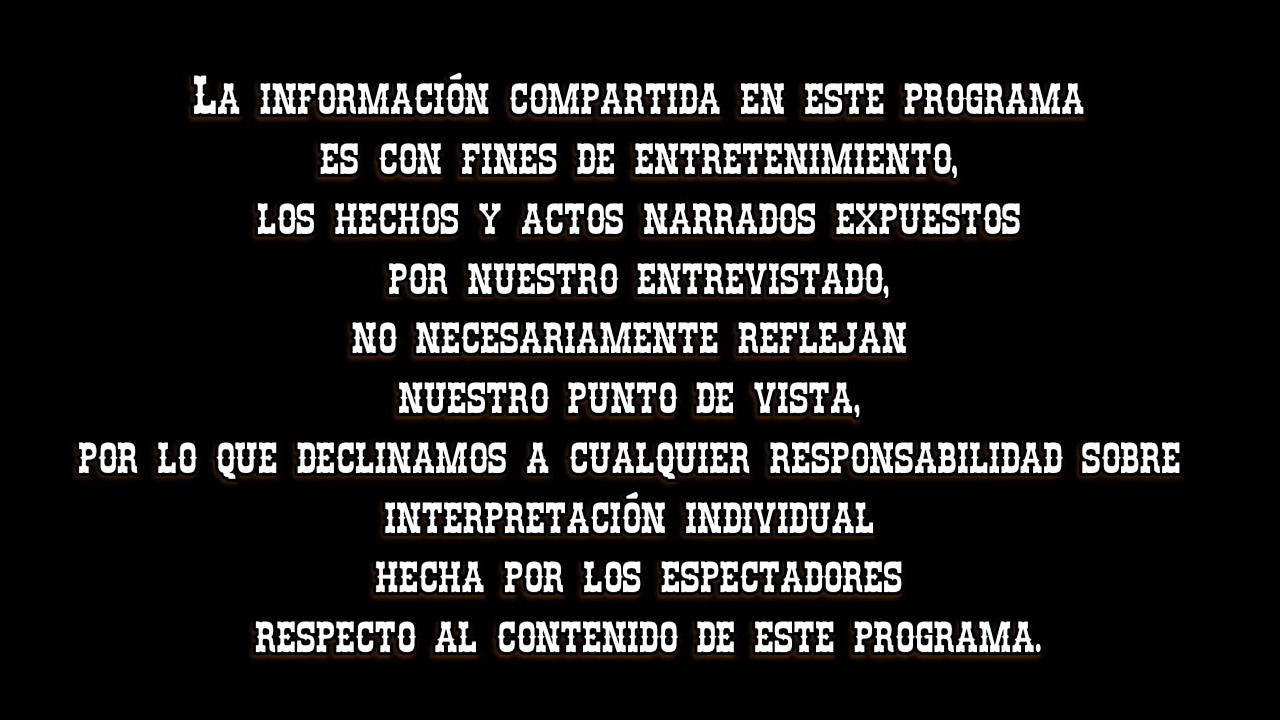 La información compartida en este programa
es con fines de entretenimiento,
los hechos y actos narrados expuestos
por nuestro entrevistado,
no necesariamente reflejan
nuestro punto de vista,
por lo que declinamos a cualquier responsabilidad sobre
interpretación individual
hecha por los espectadores
respecto al contenido de este programa.